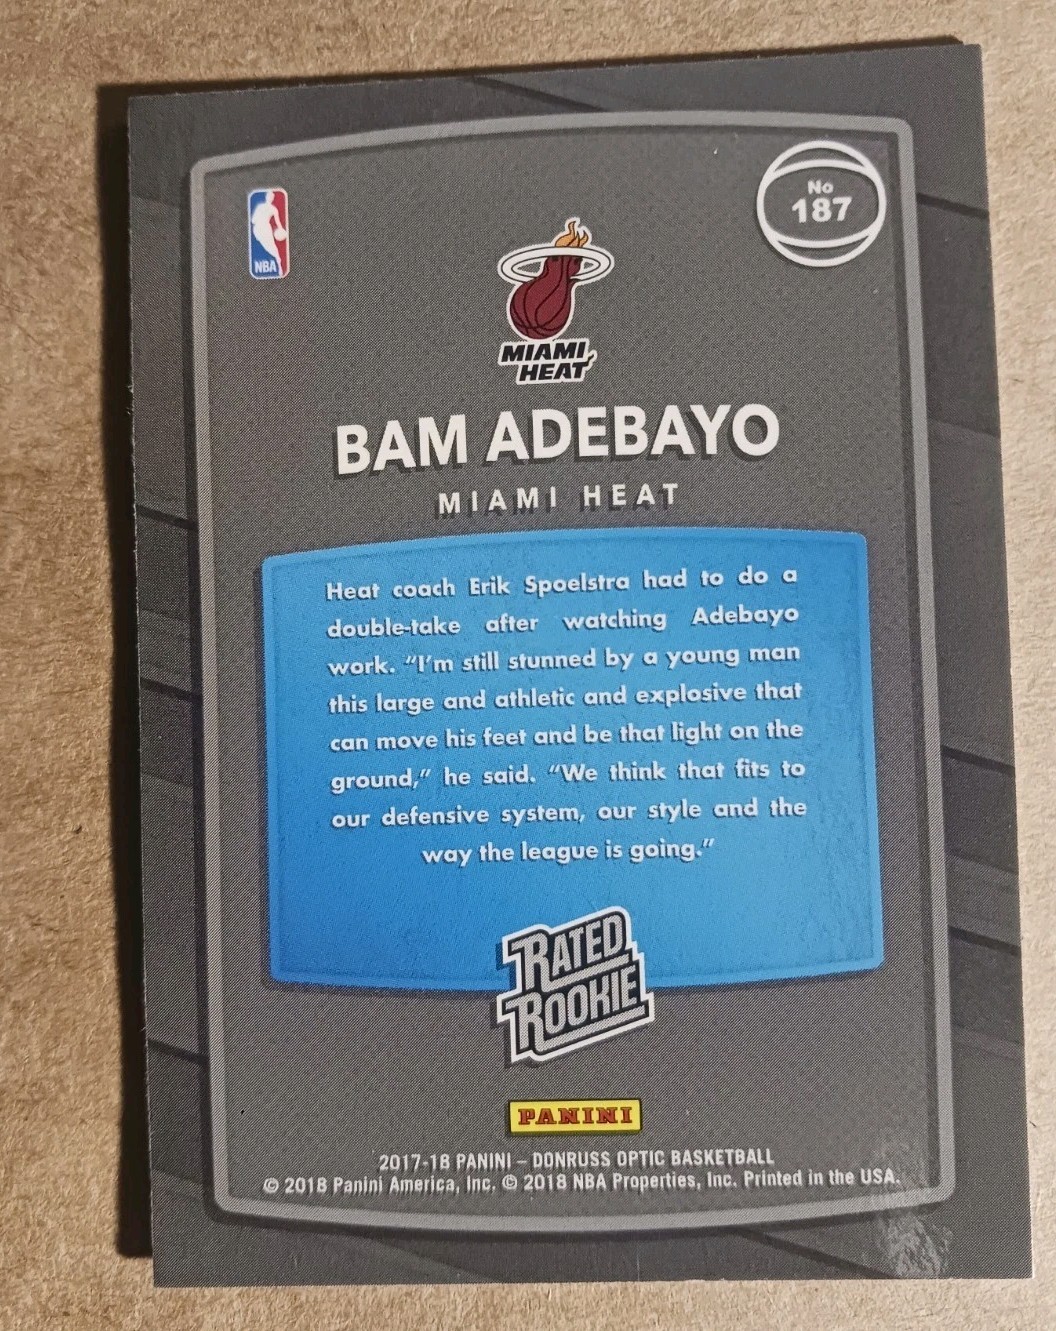 No
187
NBA
MIAMI
HEAT
BAM ADEBAYO
MIAMI HEAT
Heat coach Erik Spoelstra had to do a
double-take after watching Adebayo
work. “I’m still stunned by a young man
this large and athletic and explosive that
can move his feet and be that light on the
ground,” he said. “We think that fits to
our defensive system, our style and the
way the league is going.”
RATED
ROOKIE
PANINI
2017-18 PANINI – DONRUSS OPTIC BASKETBALL
© 2018 Panini America, Inc. © 2018 NBA Properties, Inc. Printed in the USA.